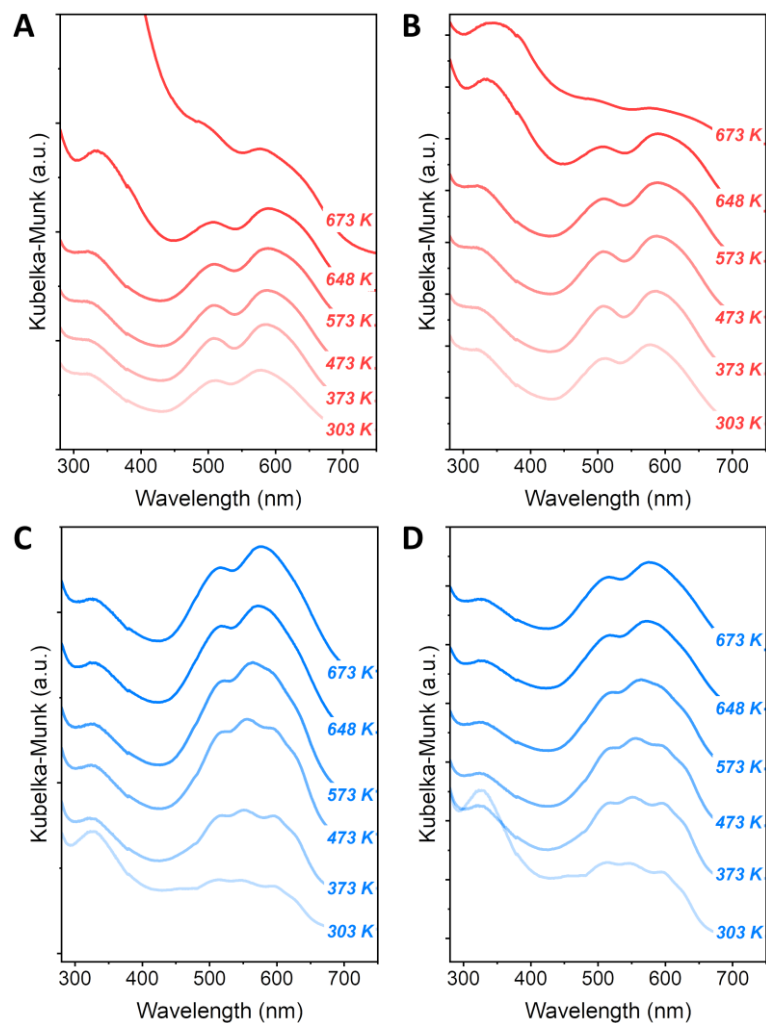 A
Kubelka-Munk (a.u.)
673 K
648 K
573 K
473 K
373 K
303 K
300 400 500 600 700
Wavelength (nm)
B
Kubelka-Munk (a.u.)
673 K
648 K
573 K
473 K
373 K
303 K
300 400 500 600 700
Wavelength (nm)
C
Kubelka-Munk (a.u.)
673 K
648 K
573 K
473 K
373 K
303 K
300 400 500 600 700
Wavelength (nm)
D
Kubelka-Munk (a.u.)
673 K
648 K
573 K
473 K
373 K
303 K
300 400 500 600 700
Wavelength (nm)